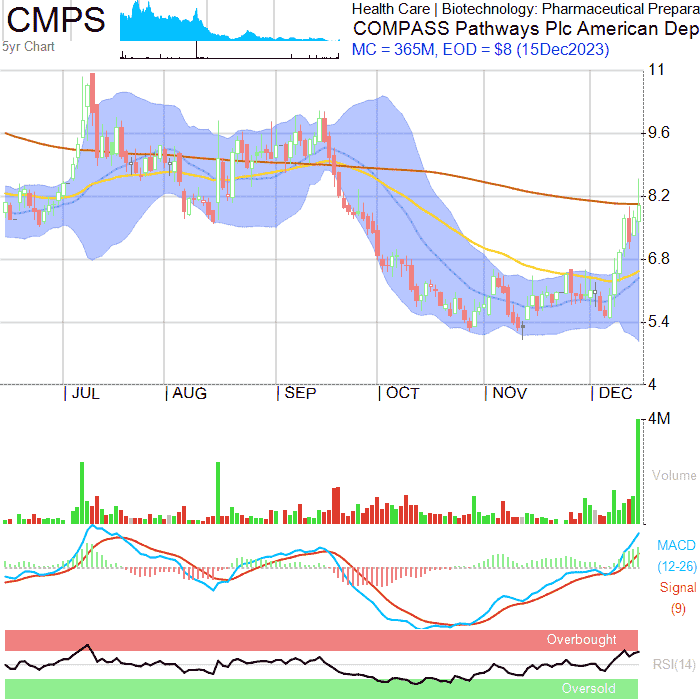 CMPS
5yr Chart
Health Care | Biotechnology: Pharmaceutical Prepara
COMPASS Pathways Plc American Dep
MC = 365M, EOD = $8 (15Dec2023)
11
9.6
8.2
6.8
5.4
4
JUL
AUG
SEP
OCT
NOV
DEC
4M
Volume
MACD
(12-26)
Signal
(9)
Overbought
RSI(14)
Oversold